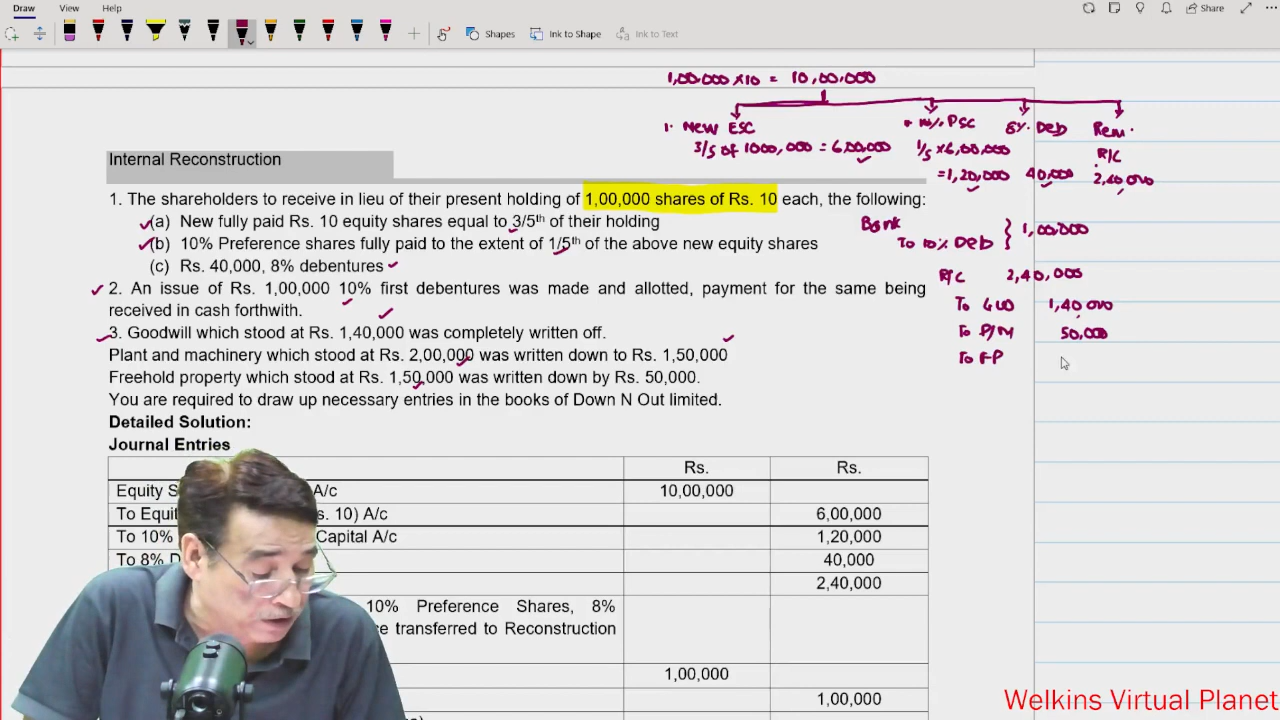 Draw View Help
Share
Shapes Ink to Shape Ink to Text
1,00,000 x 10 = 10,00,000
1. New ESC 10% PSC 8% Deb Rem.
3/5 of 1000,000 = 6,00,000 1/5 x 6,00,000 R/C
= 1,20,000 40,000 2,40,000
Internal Reconstruction
1. The shareholders to receive in lieu of their present holding of 1,00,000 shares of Rs. 10 each, the following:
(a) New fully paid Rs. 10 equity shares equal to 3/5th of their holding
(b) 10% Preference shares fully paid to the extent of 1/5th of the above new equity shares
(c) Rs. 40,000, 8% debentures
2. An issue of Rs. 1,00,000 10% first debentures was made and allotted, payment for the same being
received in cash forthwith.
3. Goodwill which stood at Rs. 1,40,000 was completely written off.
Plant and machinery which stood at Rs. 2,00,000 was written down to Rs. 1,50,000
Freehold property which stood at Rs. 1,50,000 was written down by Rs. 50,000.
You are required to draw up necessary entries in the books of Down N Out limited.
Bank
To 10% Deb } 1,00,000
R/C 2,40,000
To G/W 1,40,000
To P/M 50,000
To FP
Detailed Solution:
Journal Entries
Rs. Rs.
Equity S A/c 10,00,000
To Equit s. 10) A/c 6,00,000
To 10% Capital A/c 1,20,000
To 8% D 40,000
2,40,000
10% Preference Shares, 8%
ce transferred to Reconstruction
1,00,000
1,00,000
Welkins Virtual Planet